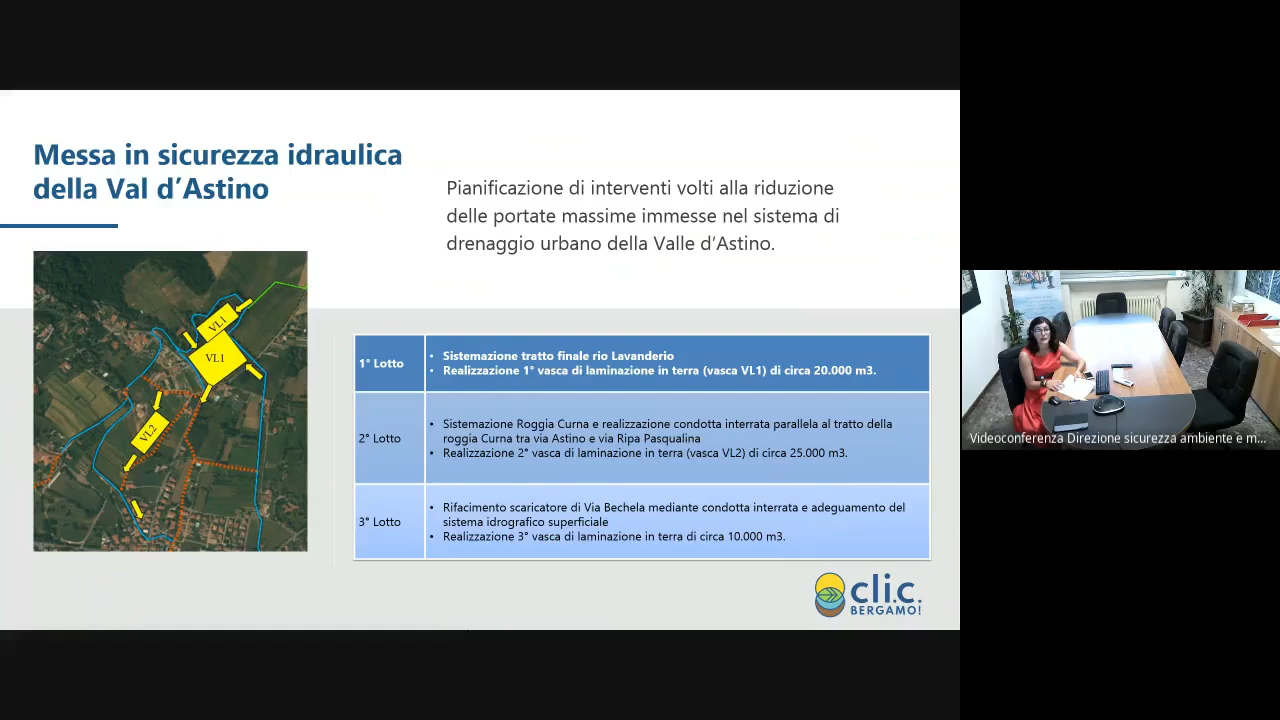 Messa in sicurezza idraulica
della Val d’Astino
Pianificazione di interventi volti alla riduzione
delle portate massime immesse nel sistema di
drenaggio urbano della Valle d’Astino.
VL1
VL1
VL2
1° Lotto
• Sistemazione tratto finale rio Lavanderio
• Realizzazione 1° vasca di laminazione in terra (vasca VL1) di circa 20.000 m3.
2° Lotto
• Sistemazione Roggia Curna e realizzazione condotta interrata parallela al tratto della
roggia Curna tra via Astino e via Ripa Pasqualina
• Realizzazione 2° vasca di laminazione in terra (vasca VL2) di circa 25.000 m3.
3° Lotto
• Rifacimento scaricatore di Via Bechela mediante condotta interrata e adeguamento del
sistema idrografico superficiale
• Realizzazione 3° vasca di laminazione in terra di circa 10.000 m3.
cli.c.
BERGAMO!
Videoconferenza Direzione sicurezza ambiente e m...